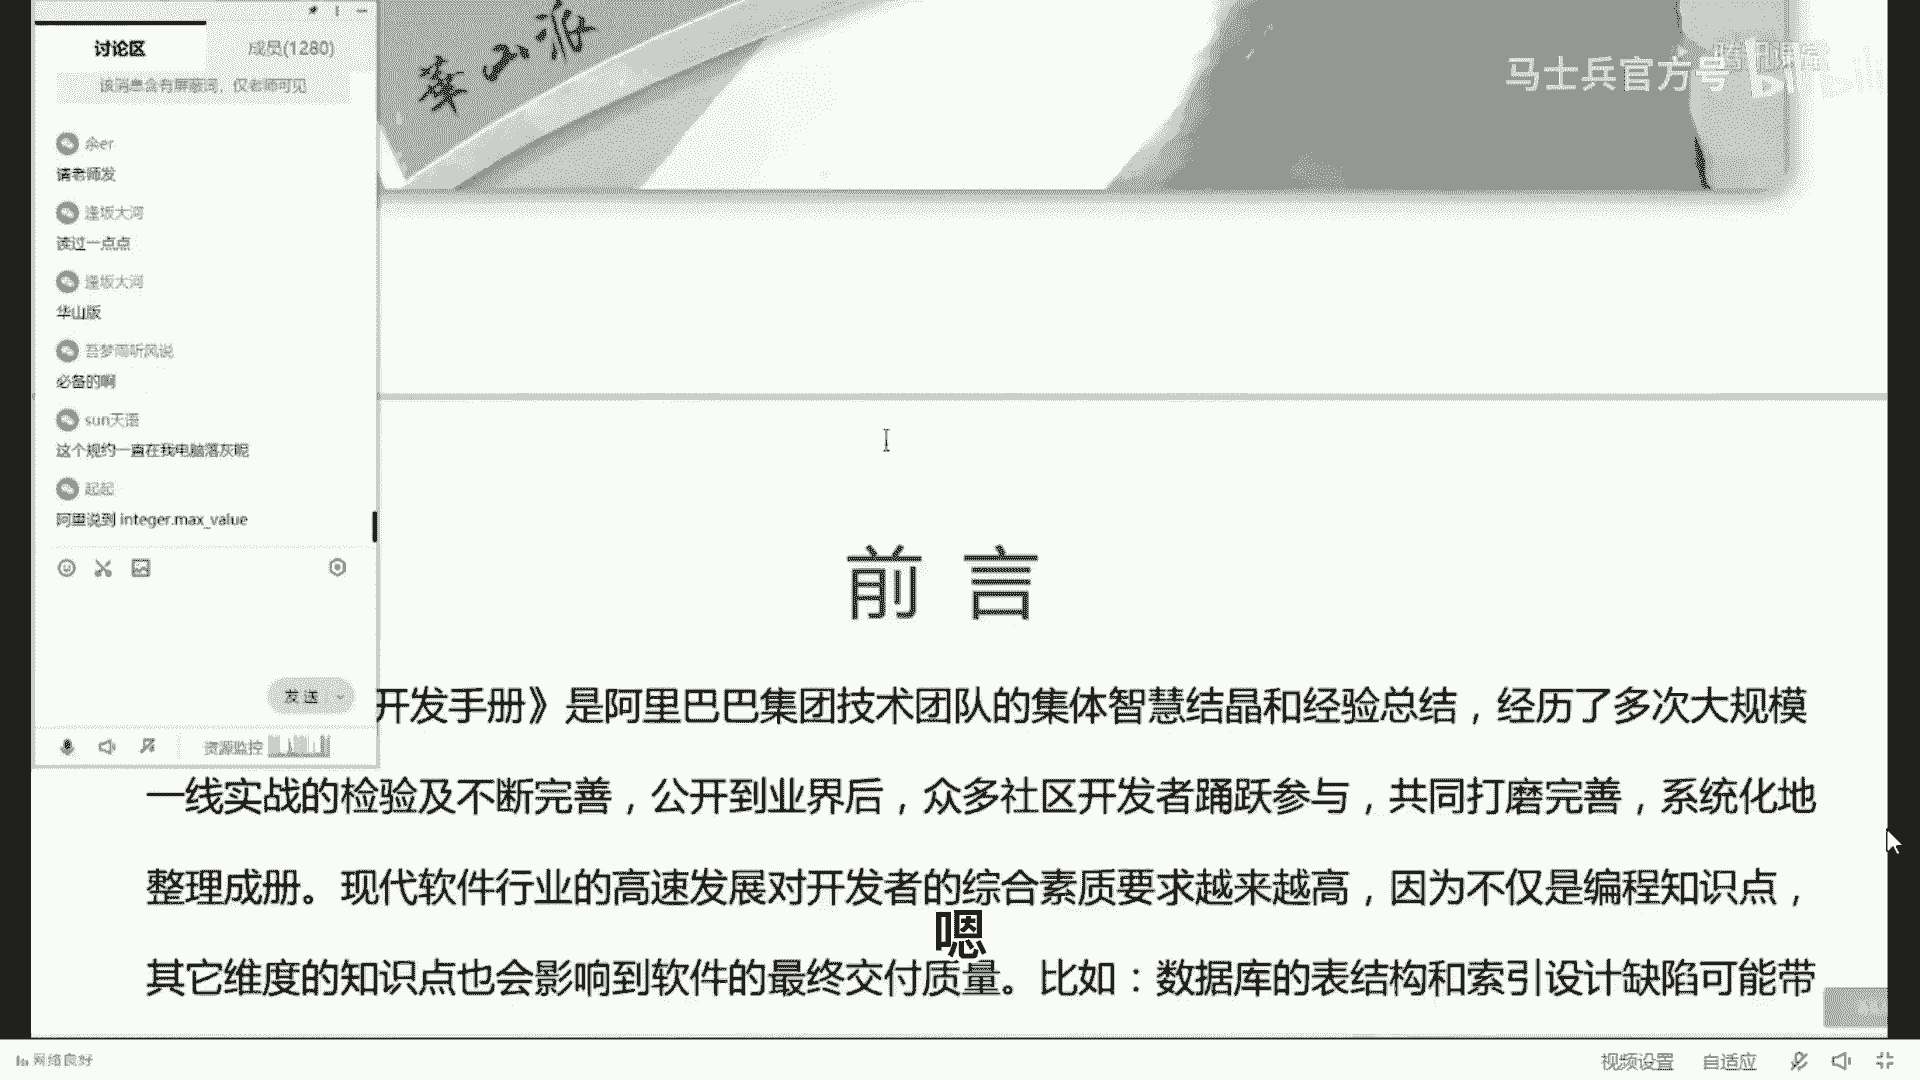 讨论区
成员(1280)
该消息含有屏蔽词，仅老师可见
余er
请老师发
逢坂大河
读过一点点
逢坂大河
华山版
吾梦雨听风说
必备的啊
sun天语
这个规约一直在我电脑落灰呢
起起
阿里说到 integer.max_value
发 送
资源监控
華山派
马士兵官方号
腾讯课堂
bilibili
前 言
开发手册》是阿里巴巴集团技术团队的集体智慧结晶和经验总结，经历了多次大规模
一线实战的检验及不断完善，公开到业界后，众多社区开发者踊跃参与，共同打磨完善，系统化地
整理成册。现代软件行业的高速发展对开发者的综合素质要求越来越高，因为不仅是编程知识点，
其它维度的知识点也会影响到软件的最终交付质量。比如：数据库的表结构和索引设计缺陷可能带
嗯
网络良好
视频设置
自适应